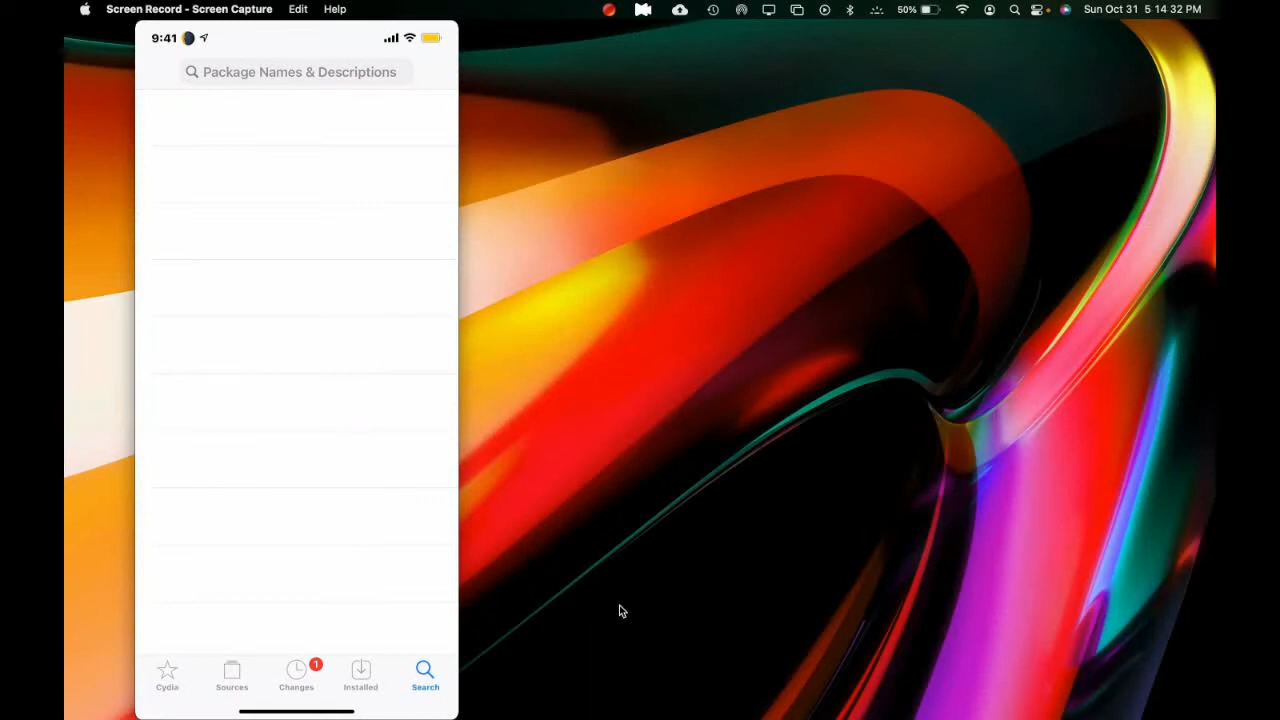 Screen Record - Screen Capture Edit Help 50% Sun Oct 31 5 14 32 PM
9:41
Package Names & Descriptions
1
Cydia Sources Changes Installed Search